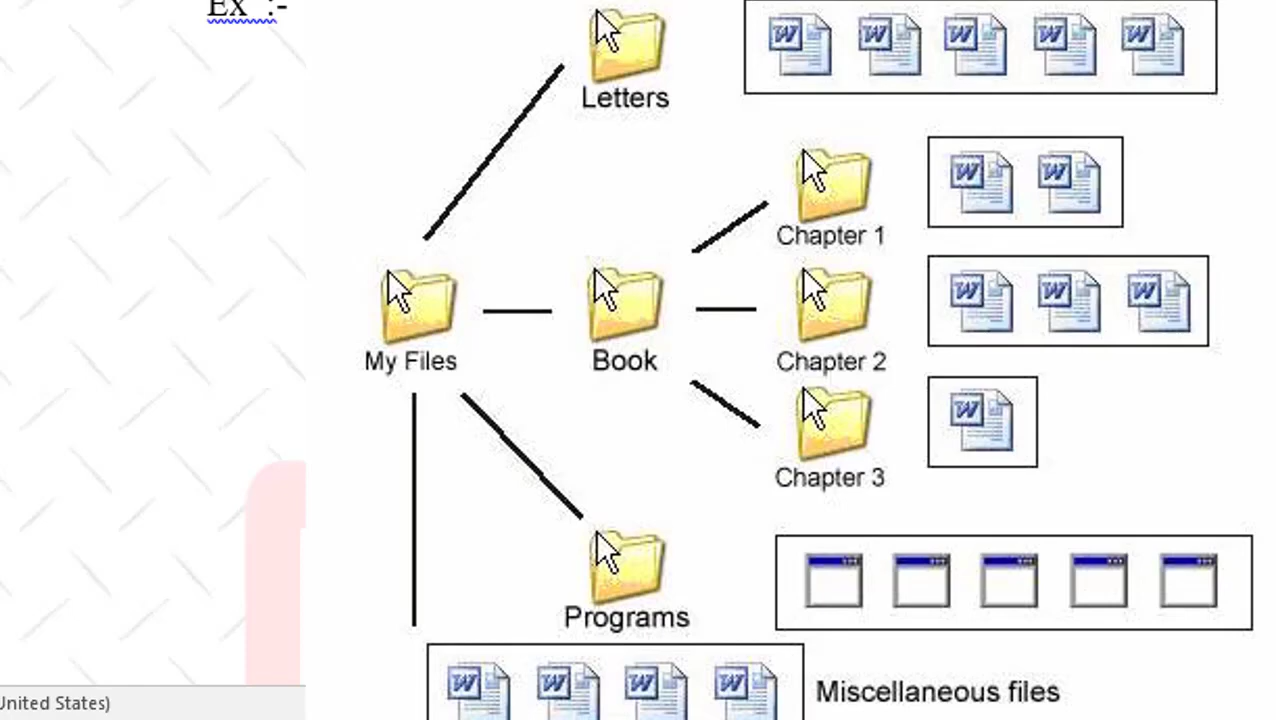 Ex :-
Letters
Chapter 1
My Files
Book
Chapter 2
Chapter 3
Programs
Miscellaneous files
United States)